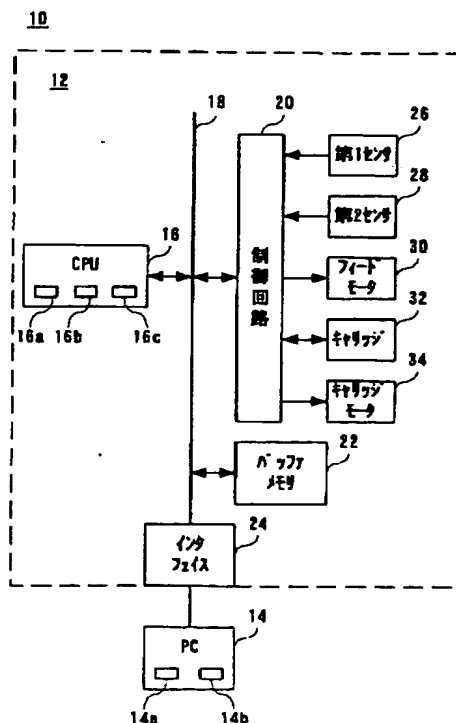 10
12
18
20
26
第1センサ
28
第2センサ
CPU
16
制御回路
30
フィード
モータ
16a
16b
16c
32
キャリッジ
34
キャリッジ
モータ
22
バッファ
メモリ
インタ
フェイス
24
PC
14
14a
14b